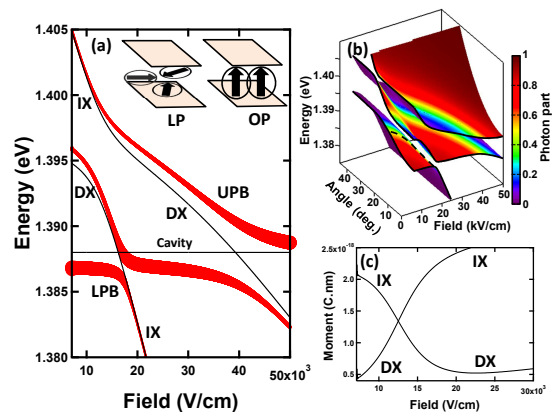 (a)
1.405
1.400
1.395
1.390
1.385
1.380
Energy (eV)
IX
DX
LP
OP
UPB
DX
Cavity
LPB
IX
10
20
30
40
50x10³
Field (V/cm)
(b)
1.40
1.39
1.38
Energy (eV)
40
30
20
10
0
Angle (deg.)
0
10
20
30
40
50
Field (kV/cm)
1
0.8
0.6
0.4
0.2
0
Photon part
(c)
2.5x10⁻¹⁸
2.0
1.5
1.0
0.5
Moment (C.nm)
IX
IX
DX
DX
10
15
20
25
30x10³
Field (V/cm)